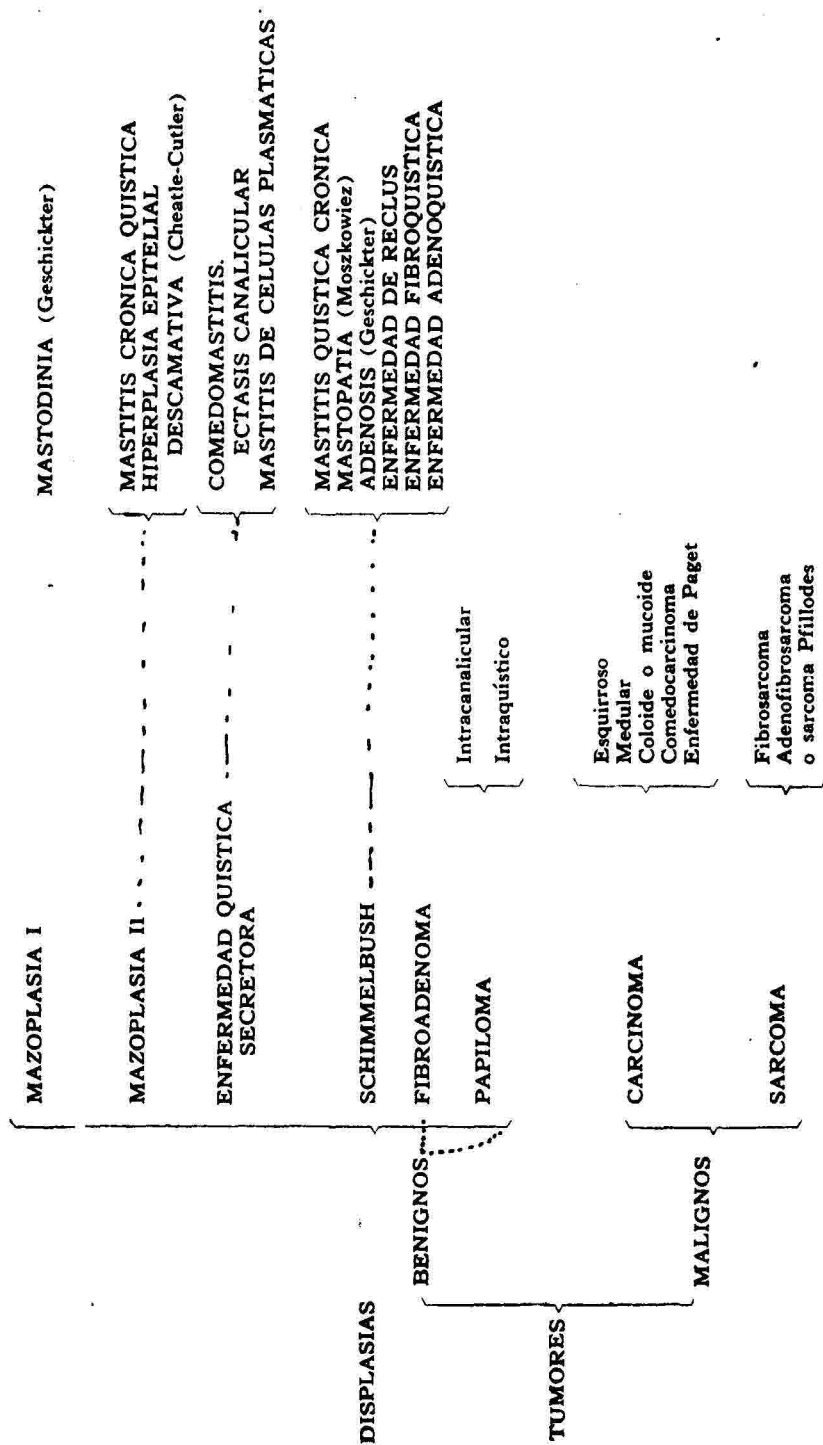 DISPLASIAS
MAZOPLASIA I
MASTODINIA (Geschickter)
MAZOPLASIA II
MASTITIS CRONICA QUISTICA
HIPERPLASIA EPITELIAL
DESCAMATIVA (Cheatle-Cutler)
ENFERMEDAD QUISTICA
SECRETORA
COMEDOMASTITIS.
ECTASIS CANALICULAR
MASTITIS DE CELULAS PLASMATICAS
SCHIMMELBUSH
MASTITIS QUISTICA CRONICA
MASTOPATIA (Moszkowiez)
ADENOSIS (Geschickter)
ENFERMEDAD DE RECLUS
ENFERMEDAD FIBROQUISTICA
ENFERMEDAD ADENOQUISTICA
TUMORES
BENIGNOS
FIBROADENOMA
PAPILOMA
Intracanalicular
Intraquístico
MALIGNOS
CARCINOMA
Esquirroso
Medular
Coloide o mucoide
Comedocarcinoma
Enfermedad de Paget
SARCOMA
Fibrosarcoma
Adenofibrosarcoma
o sarcoma Pfillodes